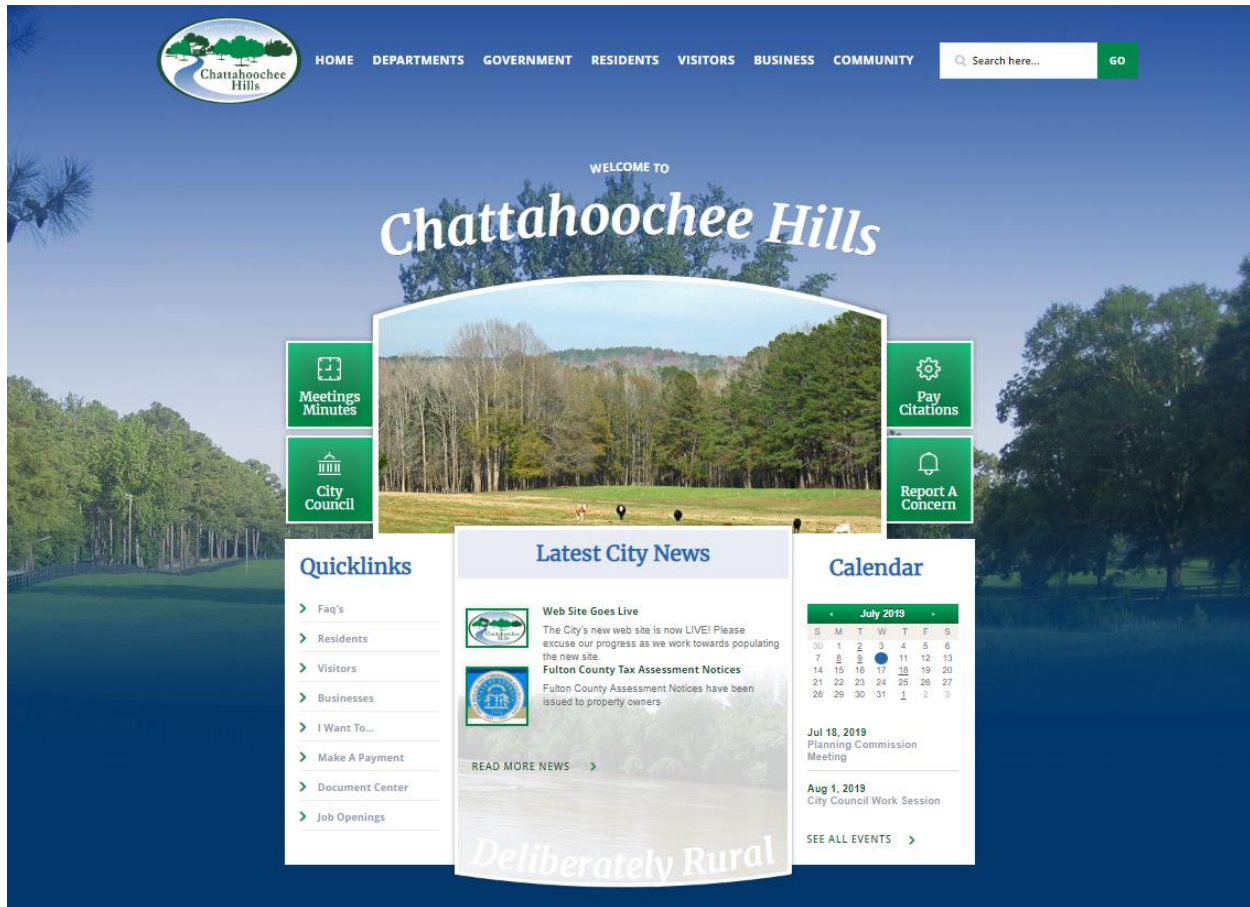 Chattahoochee
Hills
HOME DEPARTMENTS GOVERNMENT RESIDENTS VISITORS BUSINESS COMMUNITY
Search here...
GO
WELCOME TO
Chattahoochee Hills
Meetings
Minutes
City
Council
Pay
Citations
Report A
Concern
Quicklinks
Faq's
Residents
Visitors
Businesses
I Want To...
Make A Payment
Document Center
Job Openings
Latest City News
Web Site Goes Live
The City's new web site is now LIVE! Please
excuse our progress as we work towards populating
the new site.
Fulton County Tax Assessment Notices
Fulton County Assessment Notices have been
issued to property owners
READ MORE NEWS
Deliberately Rural
Calendar
July 2019
S M T W T F S
30 1 2 3 4 5 6
7 8 9 11 12 13
14 15 16 17 18 19 20
21 22 23 24 25 26 27
28 29 30 31 1 2 3
Jul 18, 2019
Planning Commission
Meeting
Aug 1, 2019
City Council Work Session
SEE ALL EVENTS